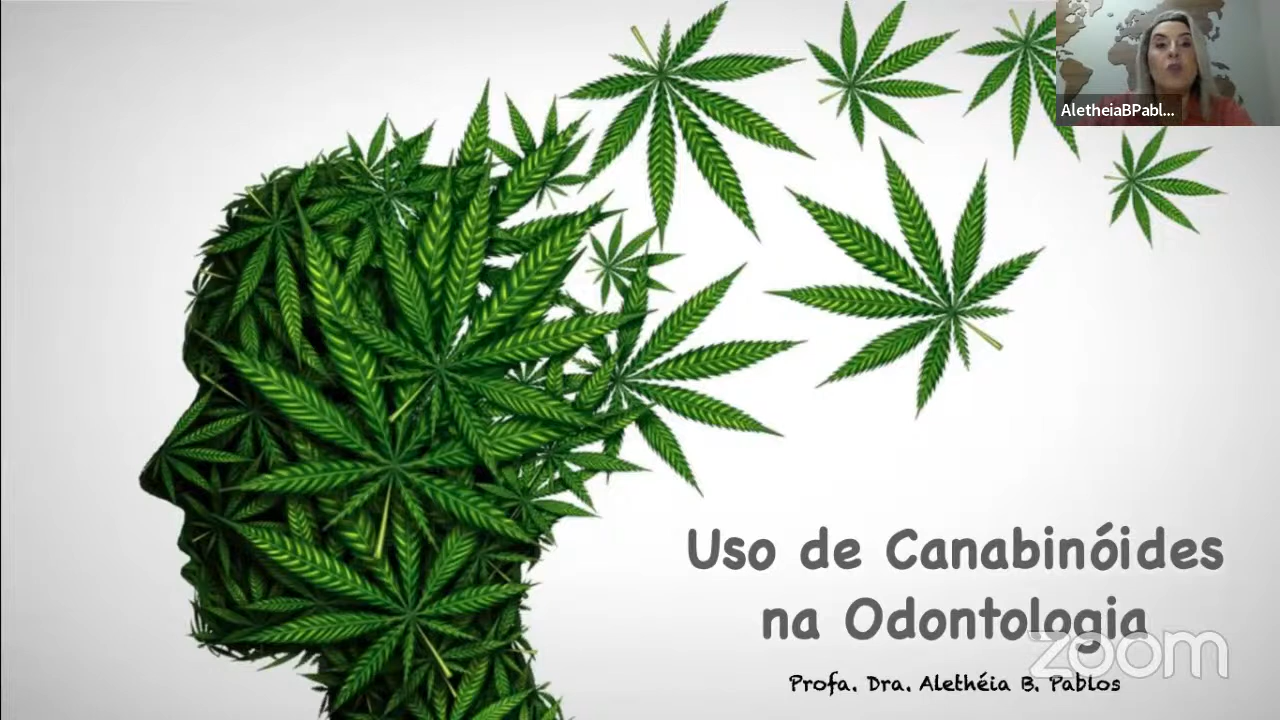 AletheiaBPabl...
Uso de Canabinóides
na Odontologia
zoom
Profa. Dra. Alethéia B. Pablos